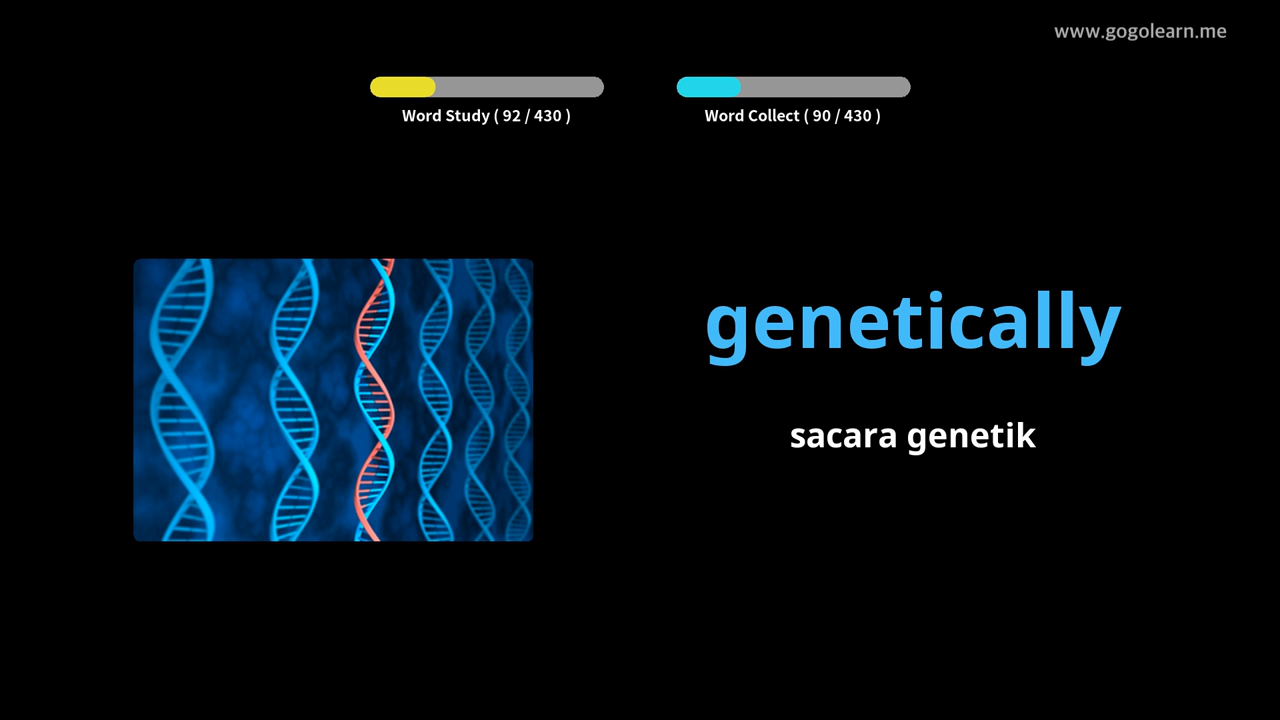 www.gogolearn.me
Word Study ( 92 / 430 )
Word Collect ( 90 / 430 )
genetically
sacara genetik